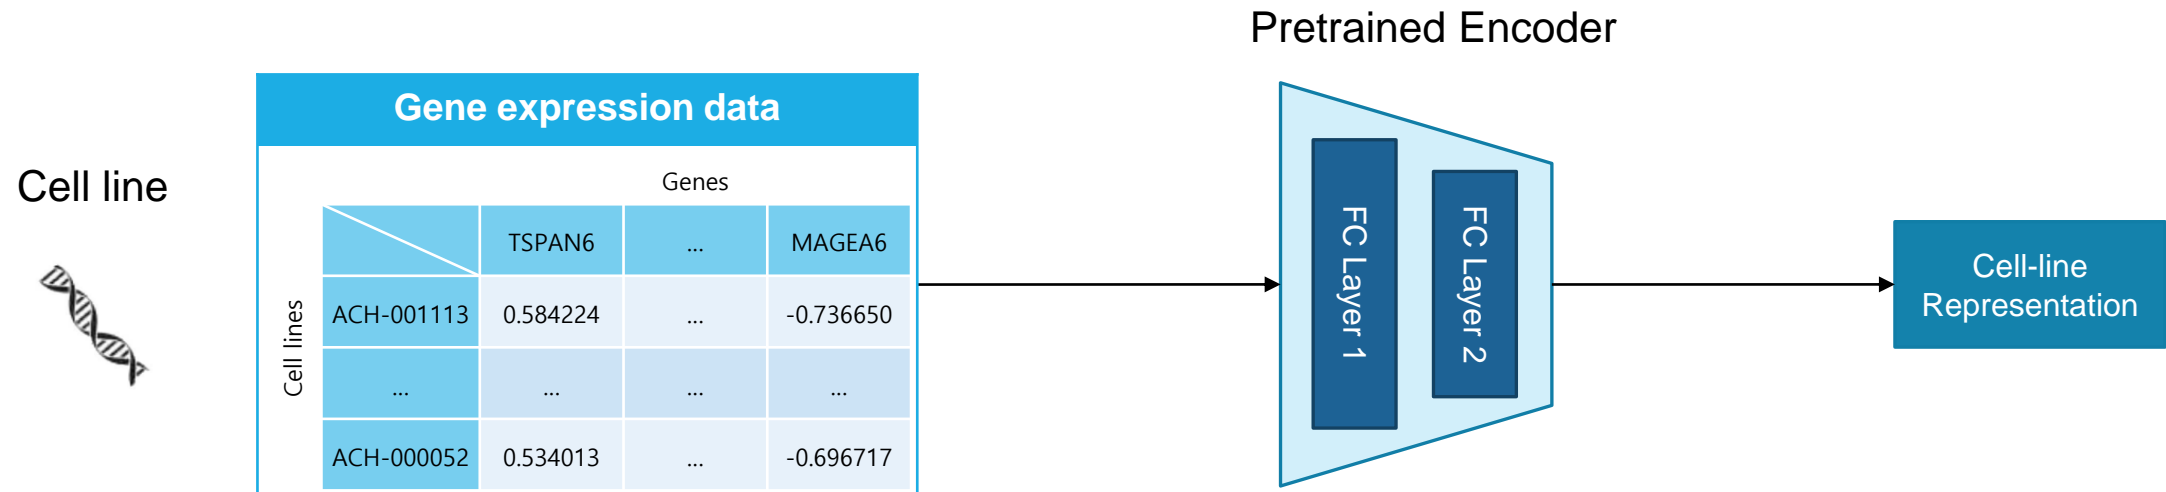 Pretrained Encoder
Gene expression data
Cell line
Genes
TSPAN6 ... MAGEA6
Cell lines
ACH-001113 0.584224 ... -0.736650
... ... ... ...
ACH-000052 0.534013 ... -0.696717
FC Layer 1
FC Layer 2
Cell-line
Representation